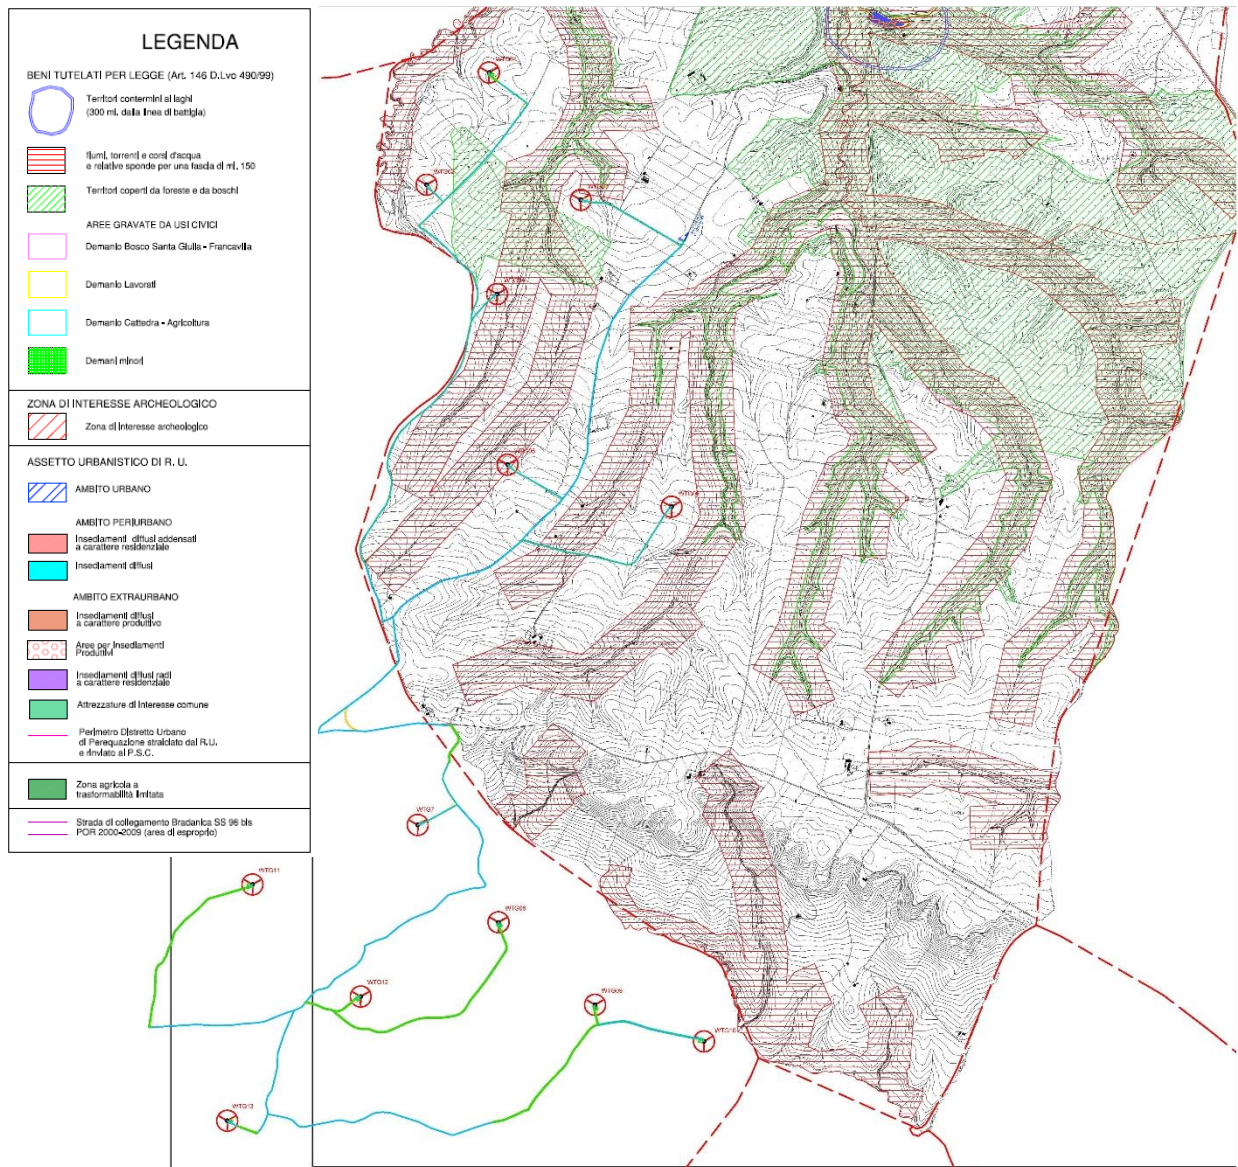 LEGENDA
BENI TUTELATI PER LEGGE (Art. 146 D.Lvo 490/99)
Territori contermini ai laghi
(300 ml. dalla linea di battigia)
fiumi, torrenti e corsi d'acqua
e relative sponde per una fascia di ml. 150
Territori coperti da foreste e da boschi
AREE GRAVATE DA USI CIVICI
Demanio Bosco Santa Giulia - Francavilla
Demanio Lavorati
Demanio Cattedra - Agricoltura
Demani minori
ZONA DI INTERESSE ARCHEOLOGICO
Zona di interesse archeologico
ASSETTO URBANISTICO DI R. U.
AMBITO URBANO
AMBITO PERIURBANO
Insediamenti diffusi addensati
a carattere residenziale
Insediamenti diffusi
AMBITO EXTRAURBANO
Insediamenti diffusi
a carattere produttivo
Aree per Insediamenti
Produttivi
Insediamenti diffusi radi
a carattere residenziale
Attrezzature di interesse comune
Perimetro Distretto Urbano
di Perequazione stralciato dal R.U.
e rinviato al P.S.C.
Zona agricola a
trasformabilità limitata
Strada di collegamento Bradanica SS 96 bis
POR 2000-2009 (area di esproprio)
WTG7
WTG11
WTG08
WTG12
WTG09
WTG10
WTG13